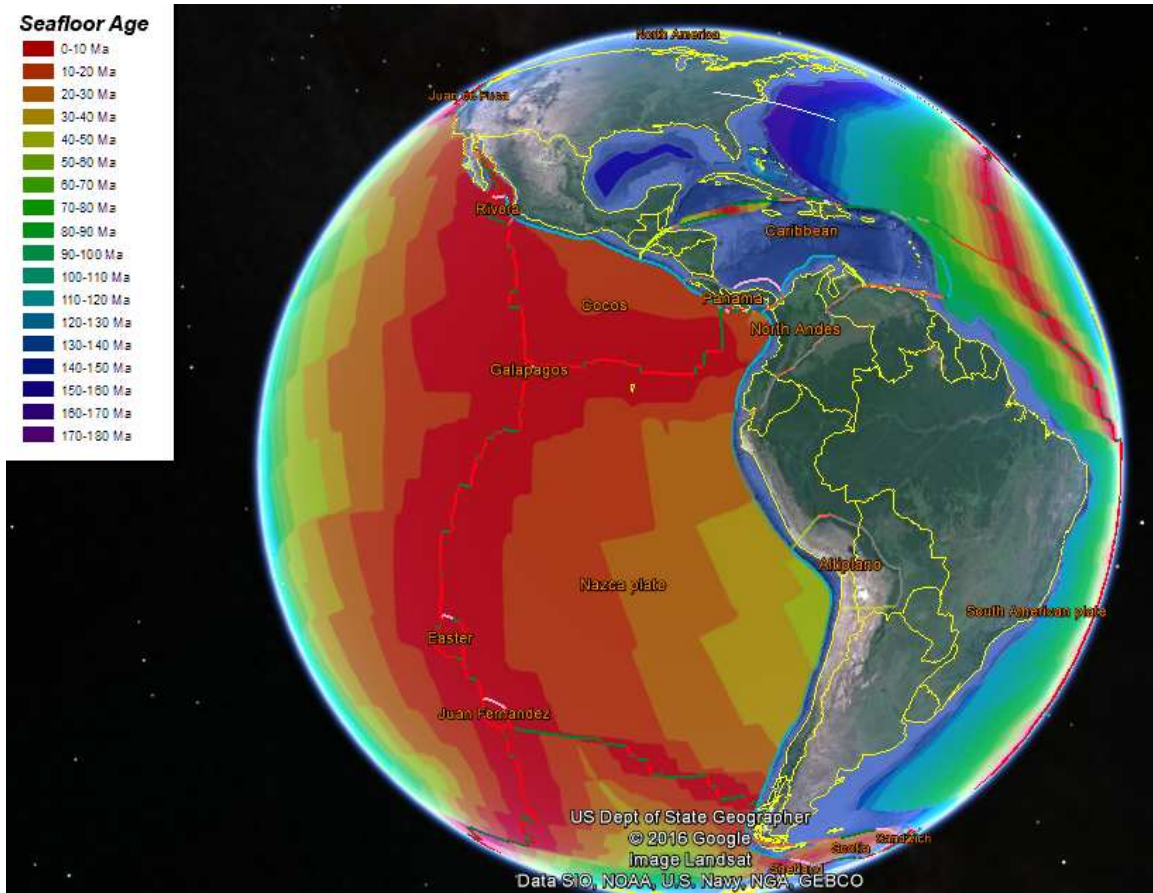 Seafloor Age
0-10 Ma
10-20 Ma
20-30 Ma
30-40 Ma
40-50 Ma
50-60 Ma
60-70 Ma
70-80 Ma
80-90 Ma
90-100 Ma
100-110 Ma
110-120 Ma
120-130 Ma
130-140 Ma
140-150 Ma
150-160 Ma
160-170 Ma
170-180 Ma
North America
Juan de Fuca
Rivera
Caribbean
Cocos
Panama
North Andes
Galapagos
Altiplano
Nazca plate
South American plate
Easter
Juan Fernandez
US Dept of State Geographer
© 2016 Google
Image Landsat
Data SIO, NOAA, U.S. Navy, NGA, GEBCO
Scotia
Sandwich
Shetland